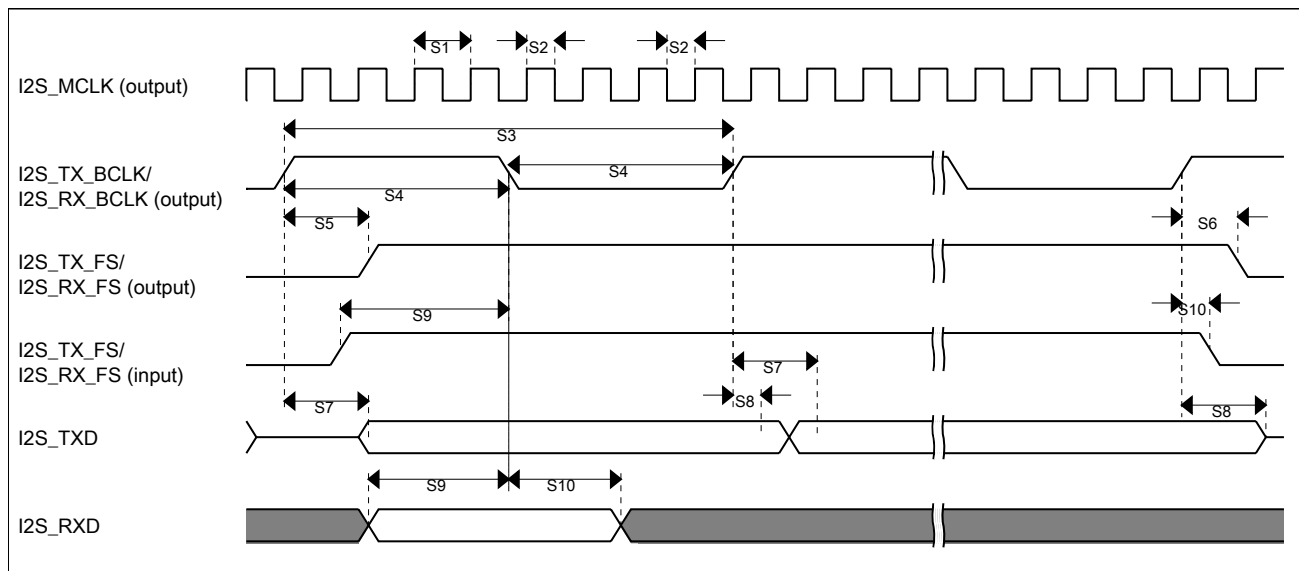 S1
S2
S2
I2S_MCLK (output)
S3
I2S_TX_BCLK/
I2S_RX_BCLK (output)
S4
S4
S5
S6
I2S_TX_FS/
I2S_RX_FS (output)
S9
S10
I2S_TX_FS/
I2S_RX_FS (input)
S7
S7
S8
S8
I2S_TXD
S9
S10
I2S_RXD